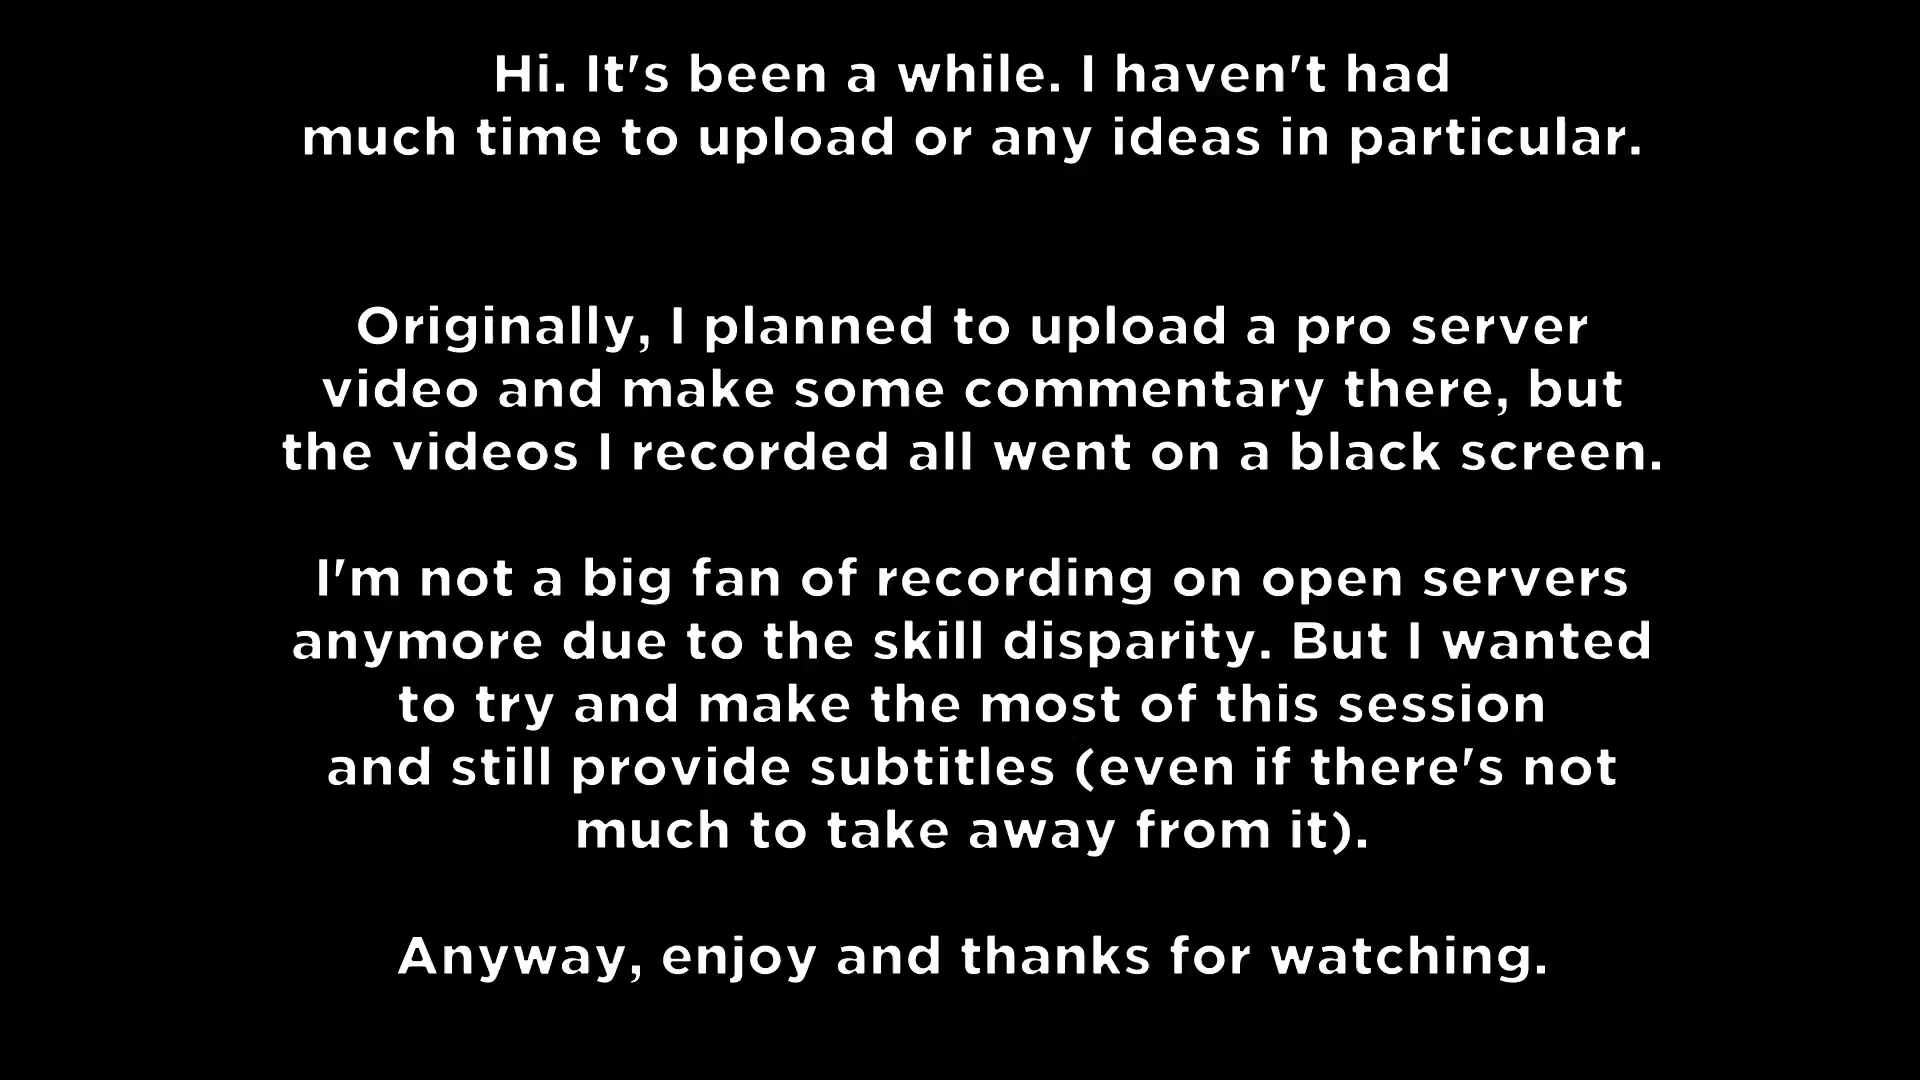 Hi. It's been a while. I haven't had
much time to upload or any ideas in particular.
Originally, I planned to upload a pro server
video and make some commentary there, but
the videos I recorded all went on a black screen.
I'm not a big fan of recording on open servers
anymore due to the skill disparity. But I wanted
to try and make the most of this session
and still provide subtitles (even if there's not
much to take away from it).
Anyway, enjoy and thanks for watching.